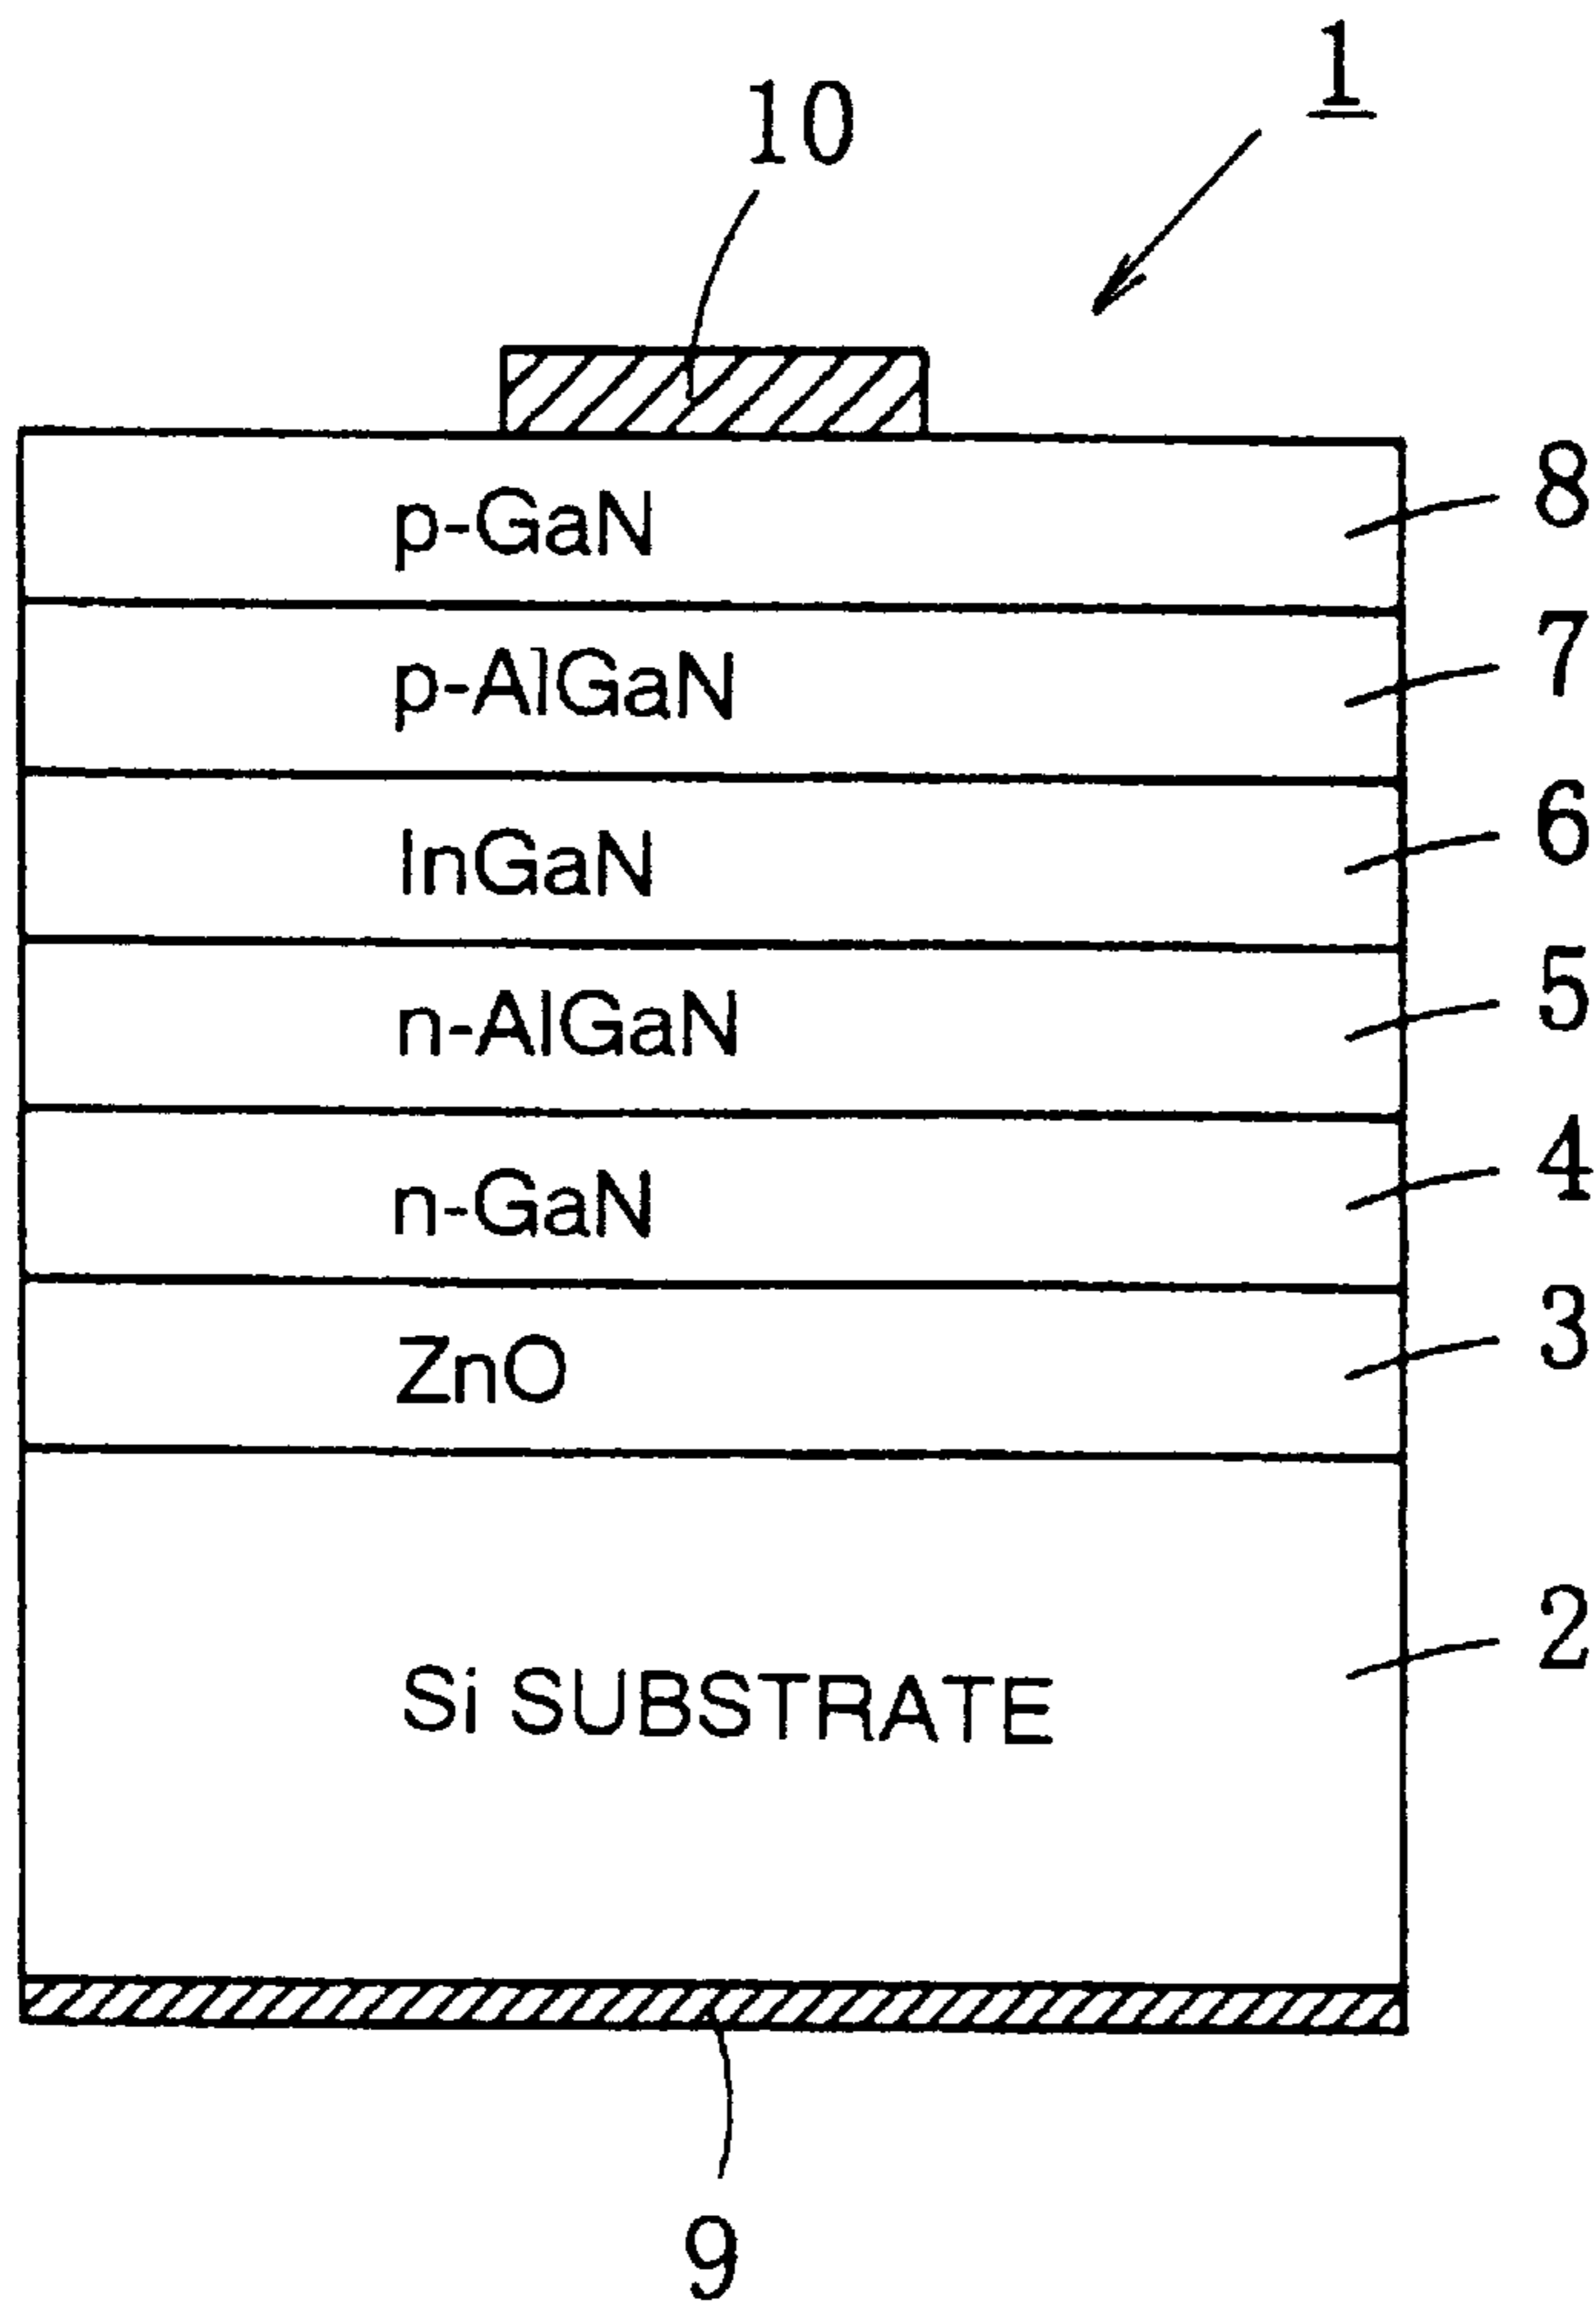 1
10
p-GaN 8
p-AlGaN 7
InGaN 6
n-AlGaN 5
n-GaN 4
ZnO 3
Si SUBSTRATE 2
9